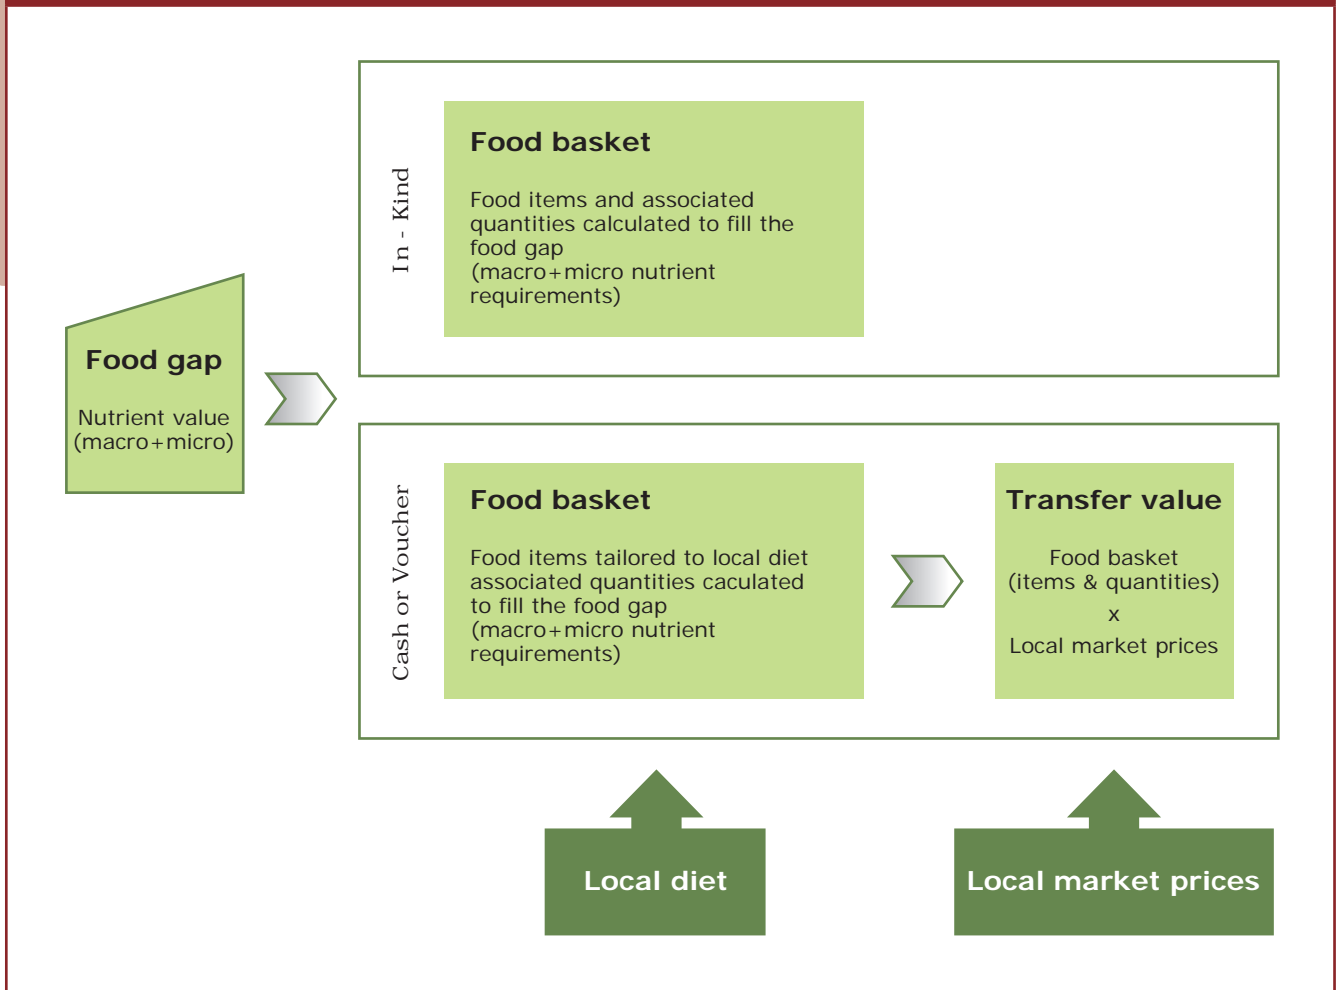 Food gap
Nutrient value
(macro+micro)
In - Kind
Food basket
Food items and associated
quantities calculated to fill the
food gap
(macro+micro nutrient
requirements)
Cash or Voucher
Food basket
Food items tailored to local diet
associated quantities caculated
to fill the food gap
(macro+micro nutrient
requirements)
Transfer value
Food basket
(items & quantities)
x
Local market prices
Local diet
Local market prices